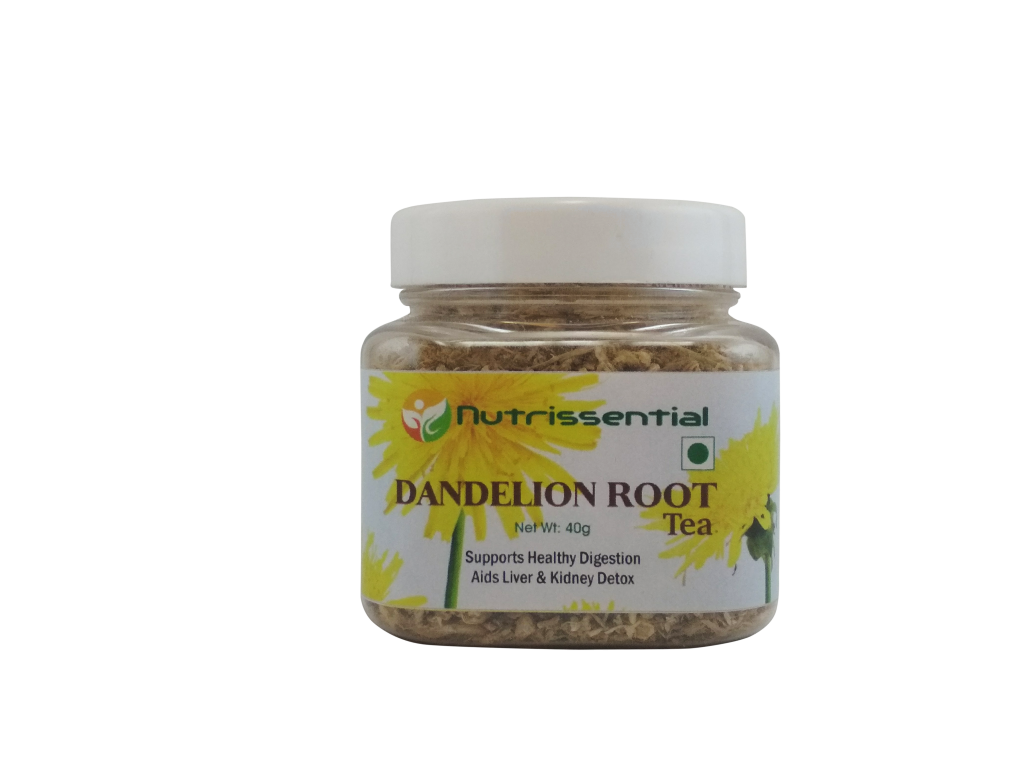 Nutrissential
DANDELION ROOT
Tea
Net Wt: 40g
Supports Healthy Digestion
Aids Liver & Kidney Detox